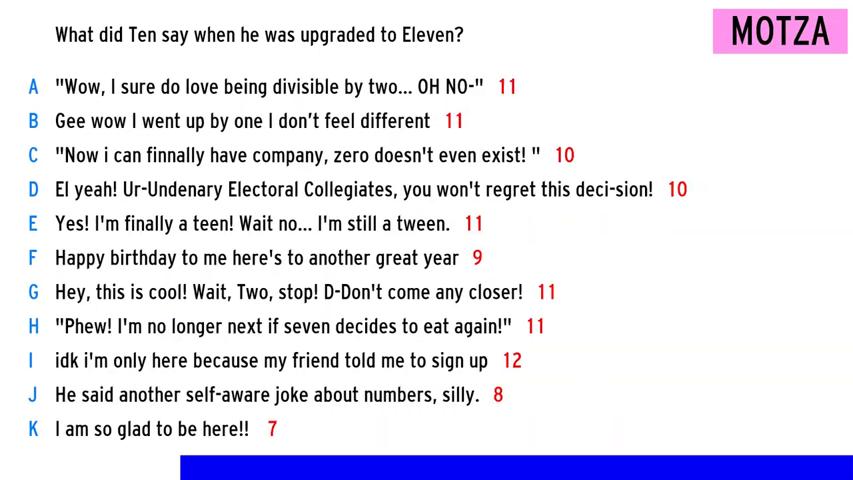 What did Ten say when he was upgraded to Eleven?
MOTZA
A "Wow, I sure do love being divisible by two... OH NO-" 11
B Gee wow I went up by one I don't feel different 11
C "Now i can finnally have company, zero doesn't even exist! " 10
D El yeah! Ur-Undenary Electoral Collegiates, you won't regret this deci-sion! 10
E Yes! I'm finally a teen! Wait no... I'm still a tween. 11
F Happy birthday to me here's to another great year 9
G Hey, this is cool! Wait, Two, stop! D-Don't come any closer! 11
H "Phew! I'm no longer next if seven decides to eat again!" 11
I idk i'm only here because my friend told me to sign up 12
J He said another self-aware joke about numbers, silly. 8
K I am so glad to be here!! 7